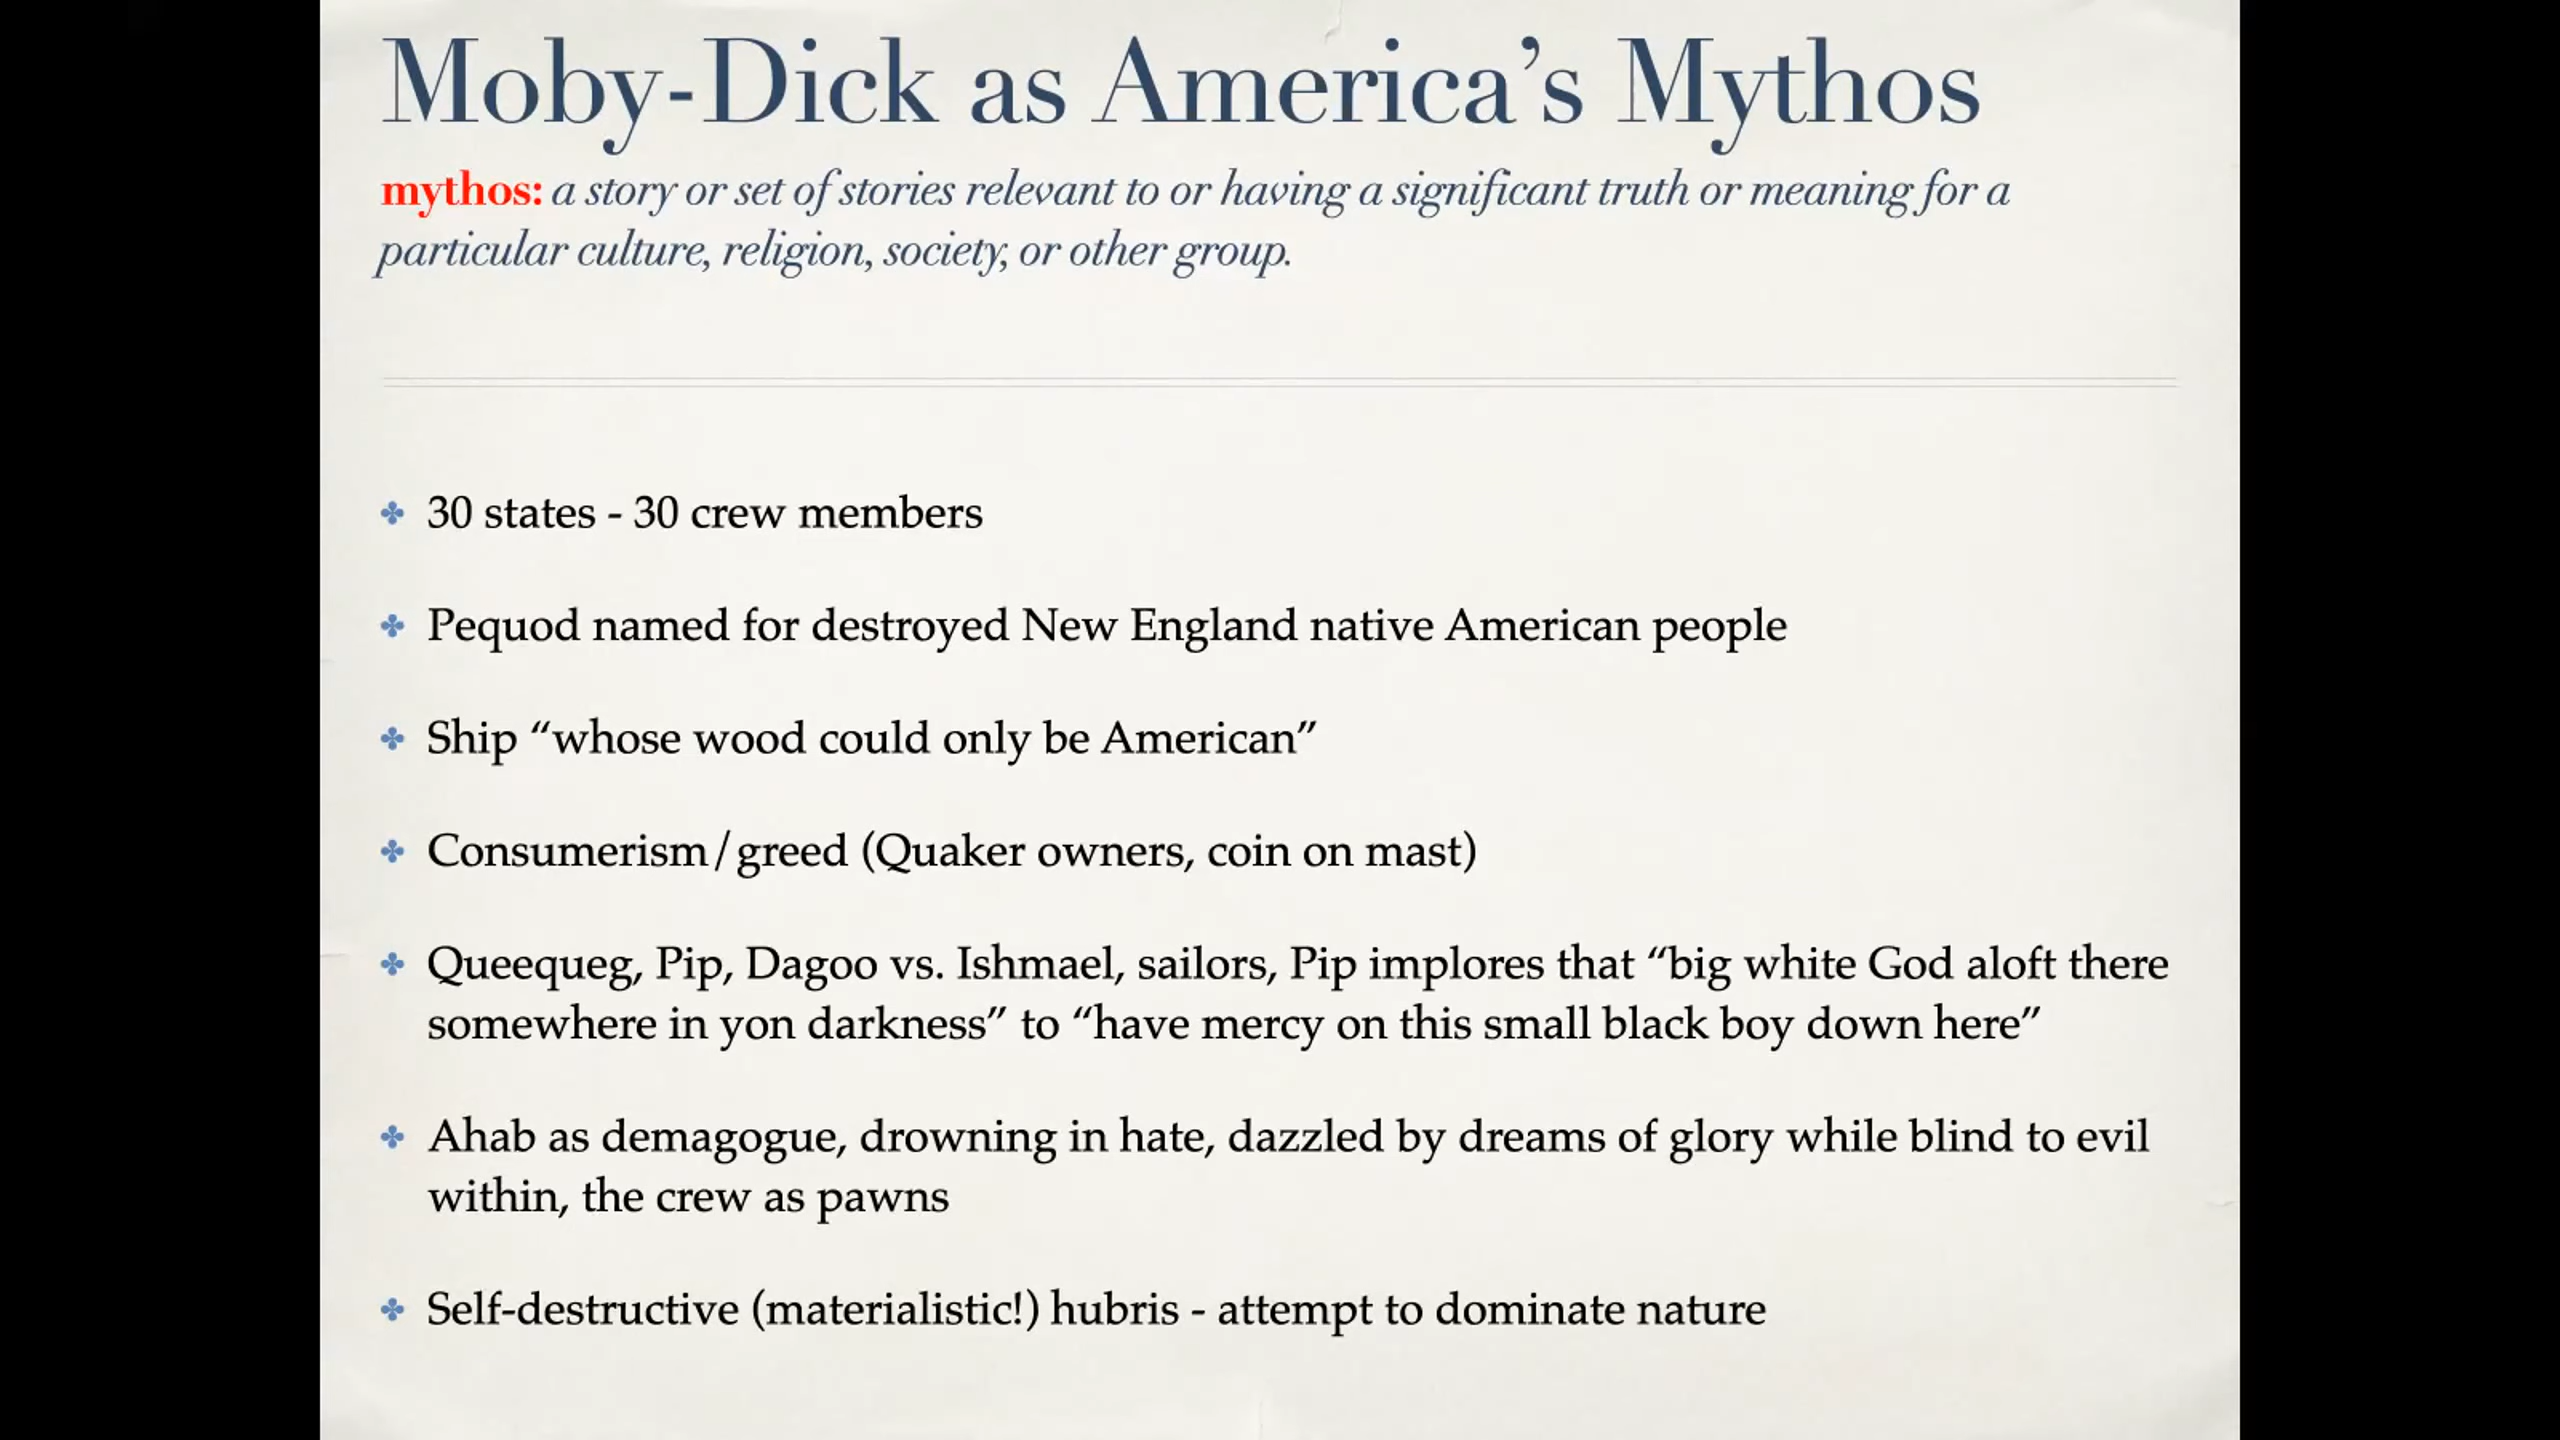 Moby-Dick as America’s Mythos
mythos: a story or set of stories relevant to or having a significant truth or meaning for a
particular culture, religion, society, or other group.
30 states - 30 crew members
Pequod named for destroyed New England native American people
Ship “whose wood could only be American”
Consumerism/greed (Quaker owners, coin on mast)
Queequeg, Pip, Dagoo vs. Ishmael, sailors, Pip implores that “big white God aloft there
somewhere in yon darkness” to “have mercy on this small black boy down here”
Ahab as demagogue, drowning in hate, dazzled by dreams of glory while blind to evil
within, the crew as pawns
Self-destructive (materialistic!) hubris - attempt to dominate nature